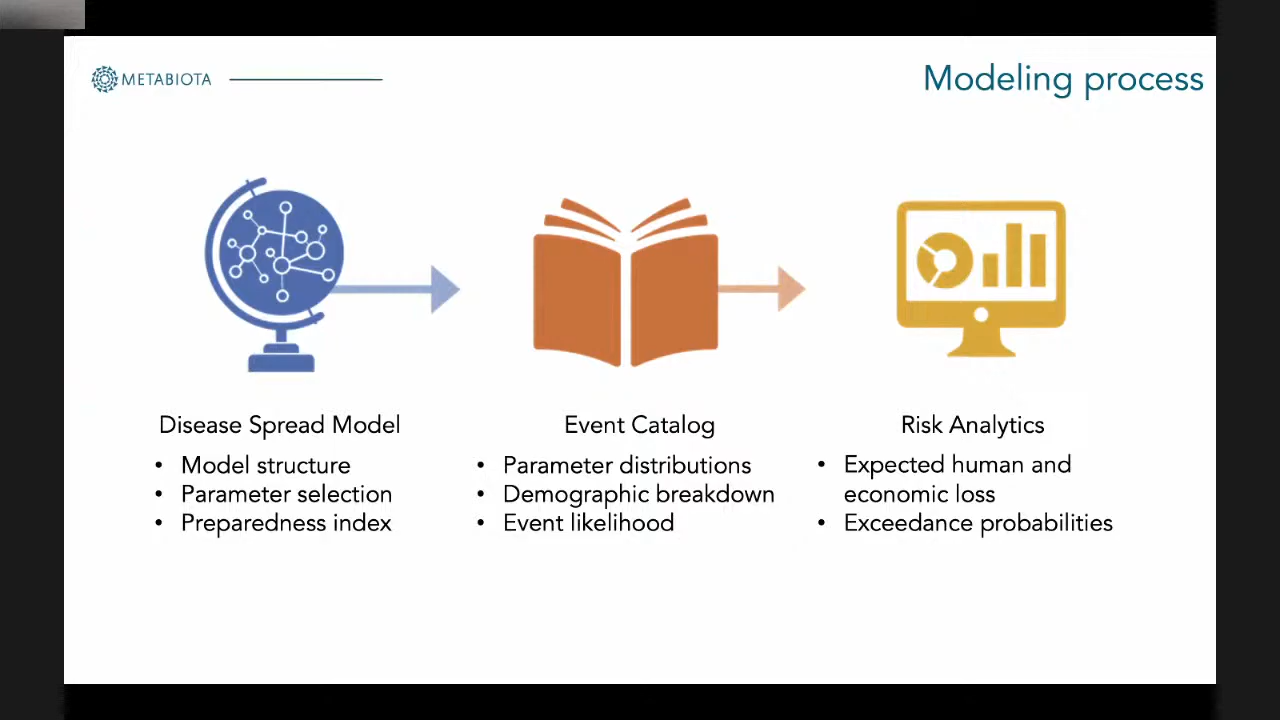 METABIOTA
Modeling process
Disease Spread Model
• Model structure
• Parameter selection
• Preparedness index
Event Catalog
• Parameter distributions
• Demographic breakdown
• Event likelihood
Risk Analytics
• Expected human and
economic loss
• Exceedance probabilities